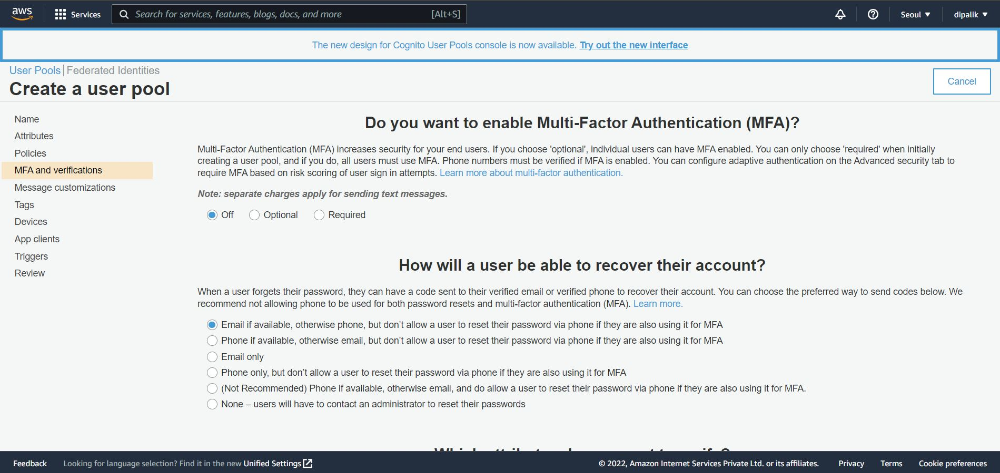 aws
Services
Search for services, features, blogs, docs, and more
[Alt+S]
Seoul ▼
dipalik ▼
The new design for Cognito User Pools console is now available. Try out the new interface
User Pools | Federated Identities
Create a user pool
Cancel
Name
Attributes
Policies
MFA and verifications
Message customizations
Tags
Devices
App clients
Triggers
Review
Do you want to enable Multi-Factor Authentication (MFA)?
Multi-Factor Authentication (MFA) increases security for your end users. If you choose 'optional', individual users can have MFA enabled. You can only choose 'required' when initially
creating a user pool, and if you do, all users must use MFA. Phone numbers must be verified if MFA is enabled. You can configure adaptive authentication on the Advanced security tab to
require MFA based on risk scoring of user sign in attempts. Learn more about multi-factor authentication.
Note: separate charges apply for sending text messages.
Off Optional Required
How will a user be able to recover their account?
When a user forgets their password, they can have a code sent to their verified email or verified phone to recover their account. You can choose the preferred way to send codes below. We
recommend not allowing phone to be used for both password resets and multi-factor authentication (MFA). Learn more.
Email if available, otherwise phone, but don’t allow a user to reset their password via phone if they are also using it for MFA
Phone if available, otherwise email, but don’t allow a user to reset their password via phone if they are also using it for MFA
Email only
Phone only, but don’t allow a user to reset their password via phone if they are also using it for MFA
(Not Recommended) Phone if available, otherwise email, and do allow a user to reset their password via phone if they are also using it for MFA.
None – users will have to contact an administrator to reset their passwords
Feedback
Looking for language selection? Find it in the new Unified Settings
© 2022, Amazon Internet Services Private Ltd. or its affiliates.
Privacy
Terms
Cookie preferences